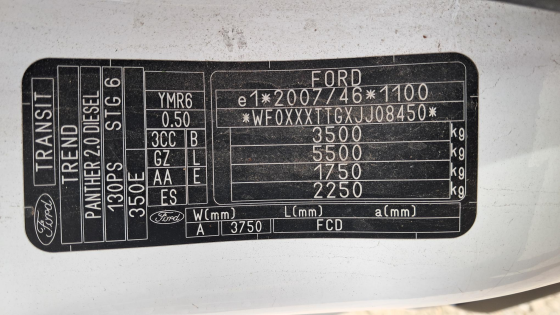 TRANSIT
TREND
PANTHER 2.0 DIESEL
130PS STG 6
350E
YMR6
0.50
3CC B
GZ L
AA E
ES
Ford
Ford
FORD
e1*2007/46*1100
*WF0XXXTTGXJJ08450*
3500 kg
5500 kg
1750 kg
2250 kg
W(mm) L(mm) a(mm)
A 3750 FCD